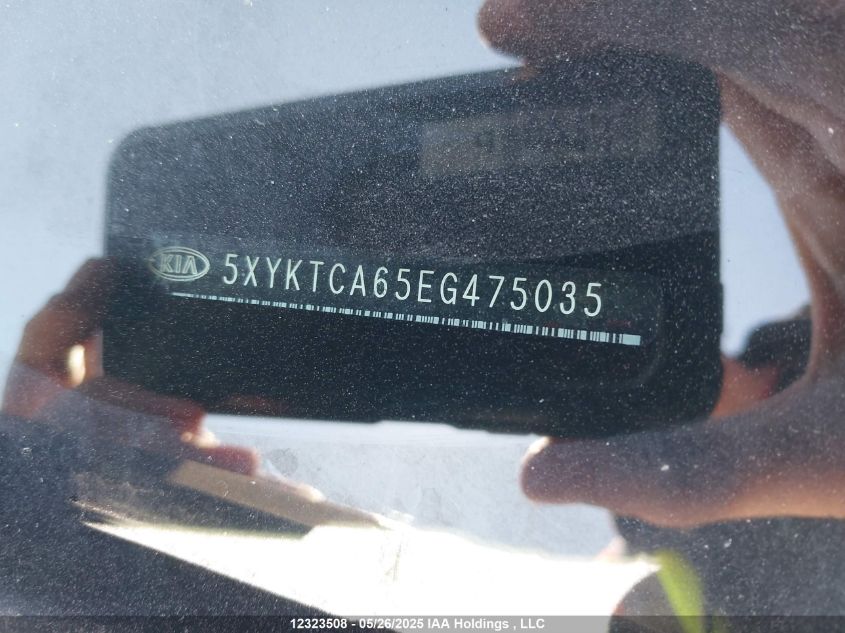 KIA 5XYKTCA65EG475035
12323508 - 05/26/2025 IAA Holdings , LLC